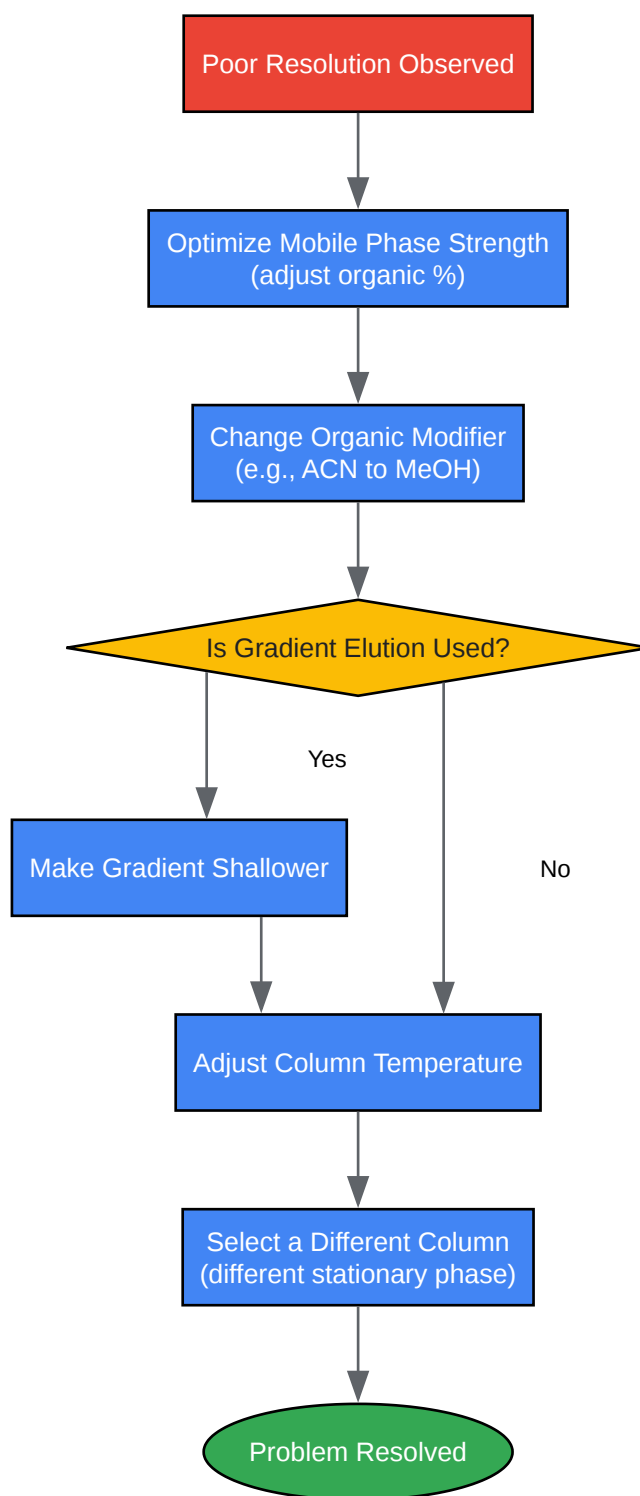 Poor Resolution Observed
Optimize Mobile Phase Strength
(adjust organic %)
Change Organic Modifier
(e.g., ACN to MeOH)
Is Gradient Elution Used?
Yes
Make Gradient Shallower
No
Adjust Column Temperature
Select a Different Column
(different stationary phase)
Problem Resolved